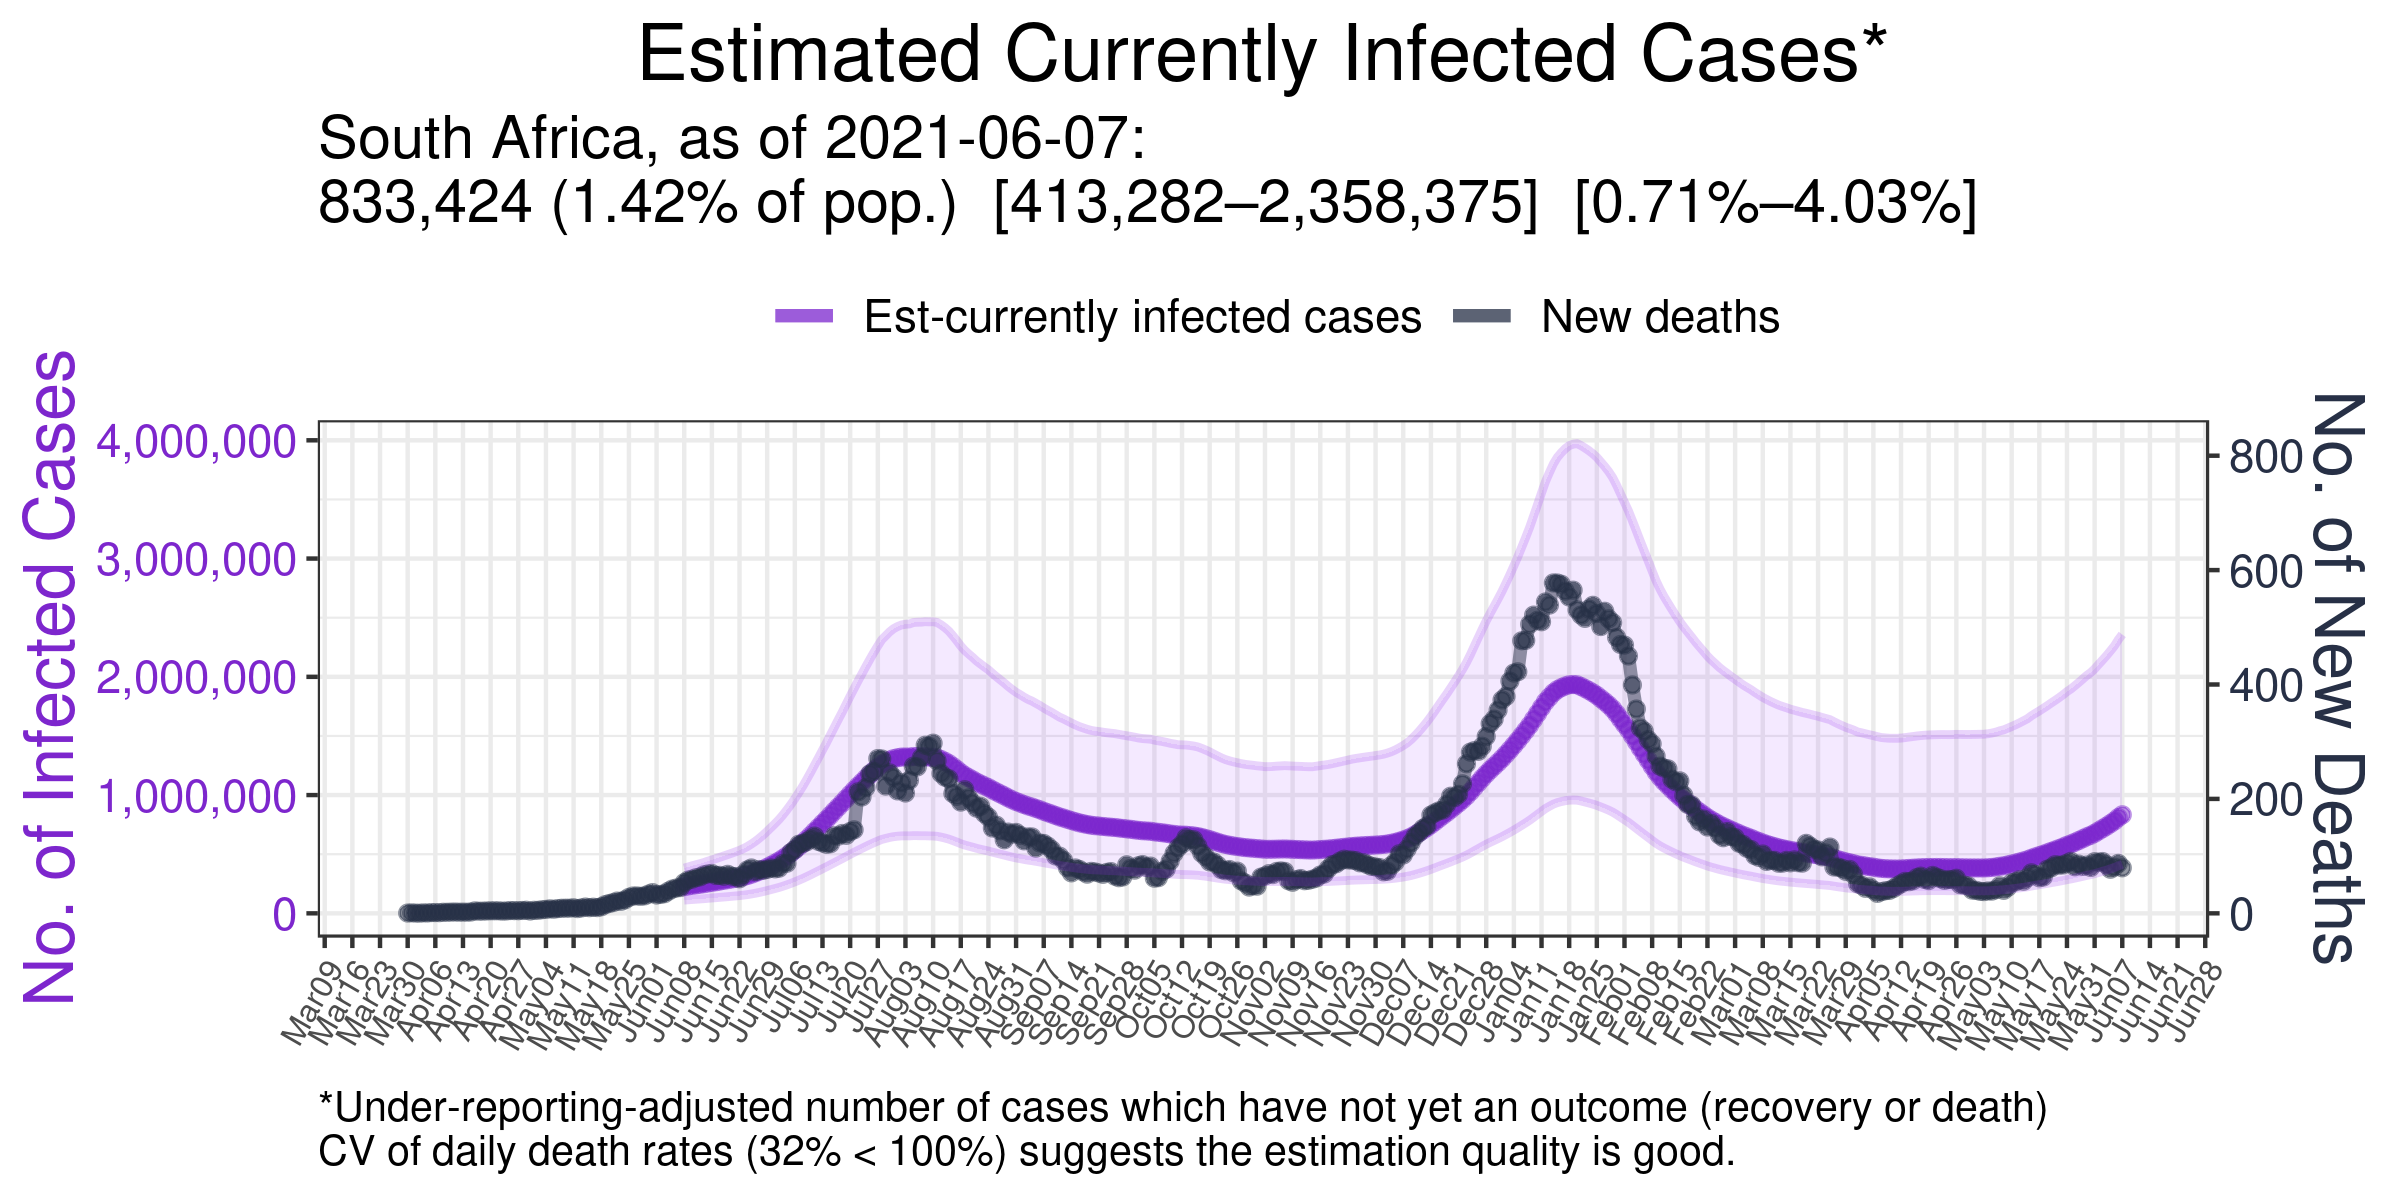 Estimated Currently Infected Cases*
South Africa, as of 2021-06-07:
833,424 (1.42% of pop.) [413,282–2,358,375] [0.71%–4.03%]
Est-currently infected cases
New deaths
No. of Infected Cases
4,000,000
3,000,000
2,000,000
1,000,000
0
800
600
400
200
0
No. of New Deaths
Mar09
Mar16
Mar23
Mar30
Apr06
Apr13
Apr20
Apr27
May04
May11
May18
May25
Jun01
Jun08
Jun15
Jun22
Jun29
Jul06
Jul13
Jul20
Jul27
Aug03
Aug10
Aug17
Aug24
Aug31
Sep07
Sep14
Sep21
Sep28
Oct05
Oct12
Oct19
Oct26
Nov02
Nov09
Nov16
Nov23
Nov30
Dec07
Dec14
Dec21
Dec28
Jan04
Jan11
Jan18
Jan25
Feb01
Feb08
Feb15
Feb22
Mar01
Mar08
Mar15
Mar22
Mar29
Apr05
Apr12
Apr19
Apr26
May03
May10
May17
May24
May31
Jun07
Jun14
Jun21
Jun28
*Under-reporting-adjusted number of cases which have not yet an outcome (recovery or death)
CV of daily death rates (32% < 100%) suggests the estimation quality is good.